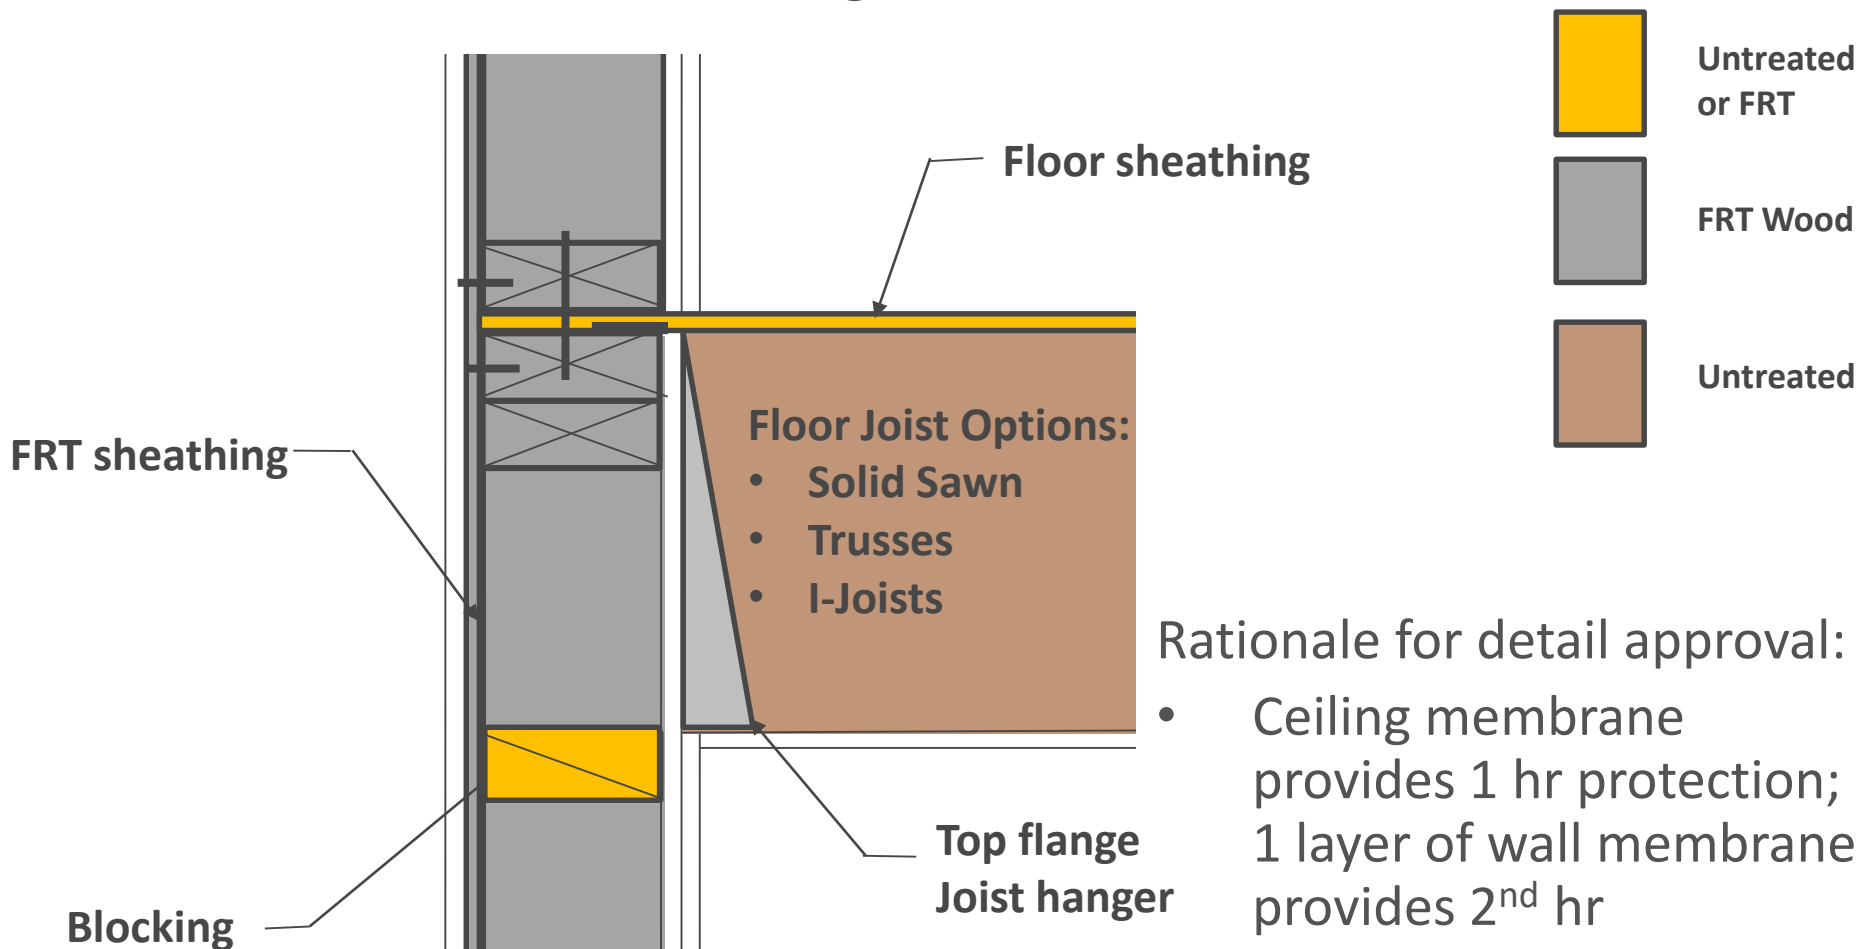 Untreated
or FRT
Floor sheathing
FRT Wood
Untreated
Floor Joist Options:
• Solid Sawn
• Trusses
• I-Joists
FRT sheathing
Rationale for detail approval:
• Ceiling membrane
provides 1 hr protection;
1 layer of wall membrane
provides 2nd hr
Top flange
Joist hanger
Blocking